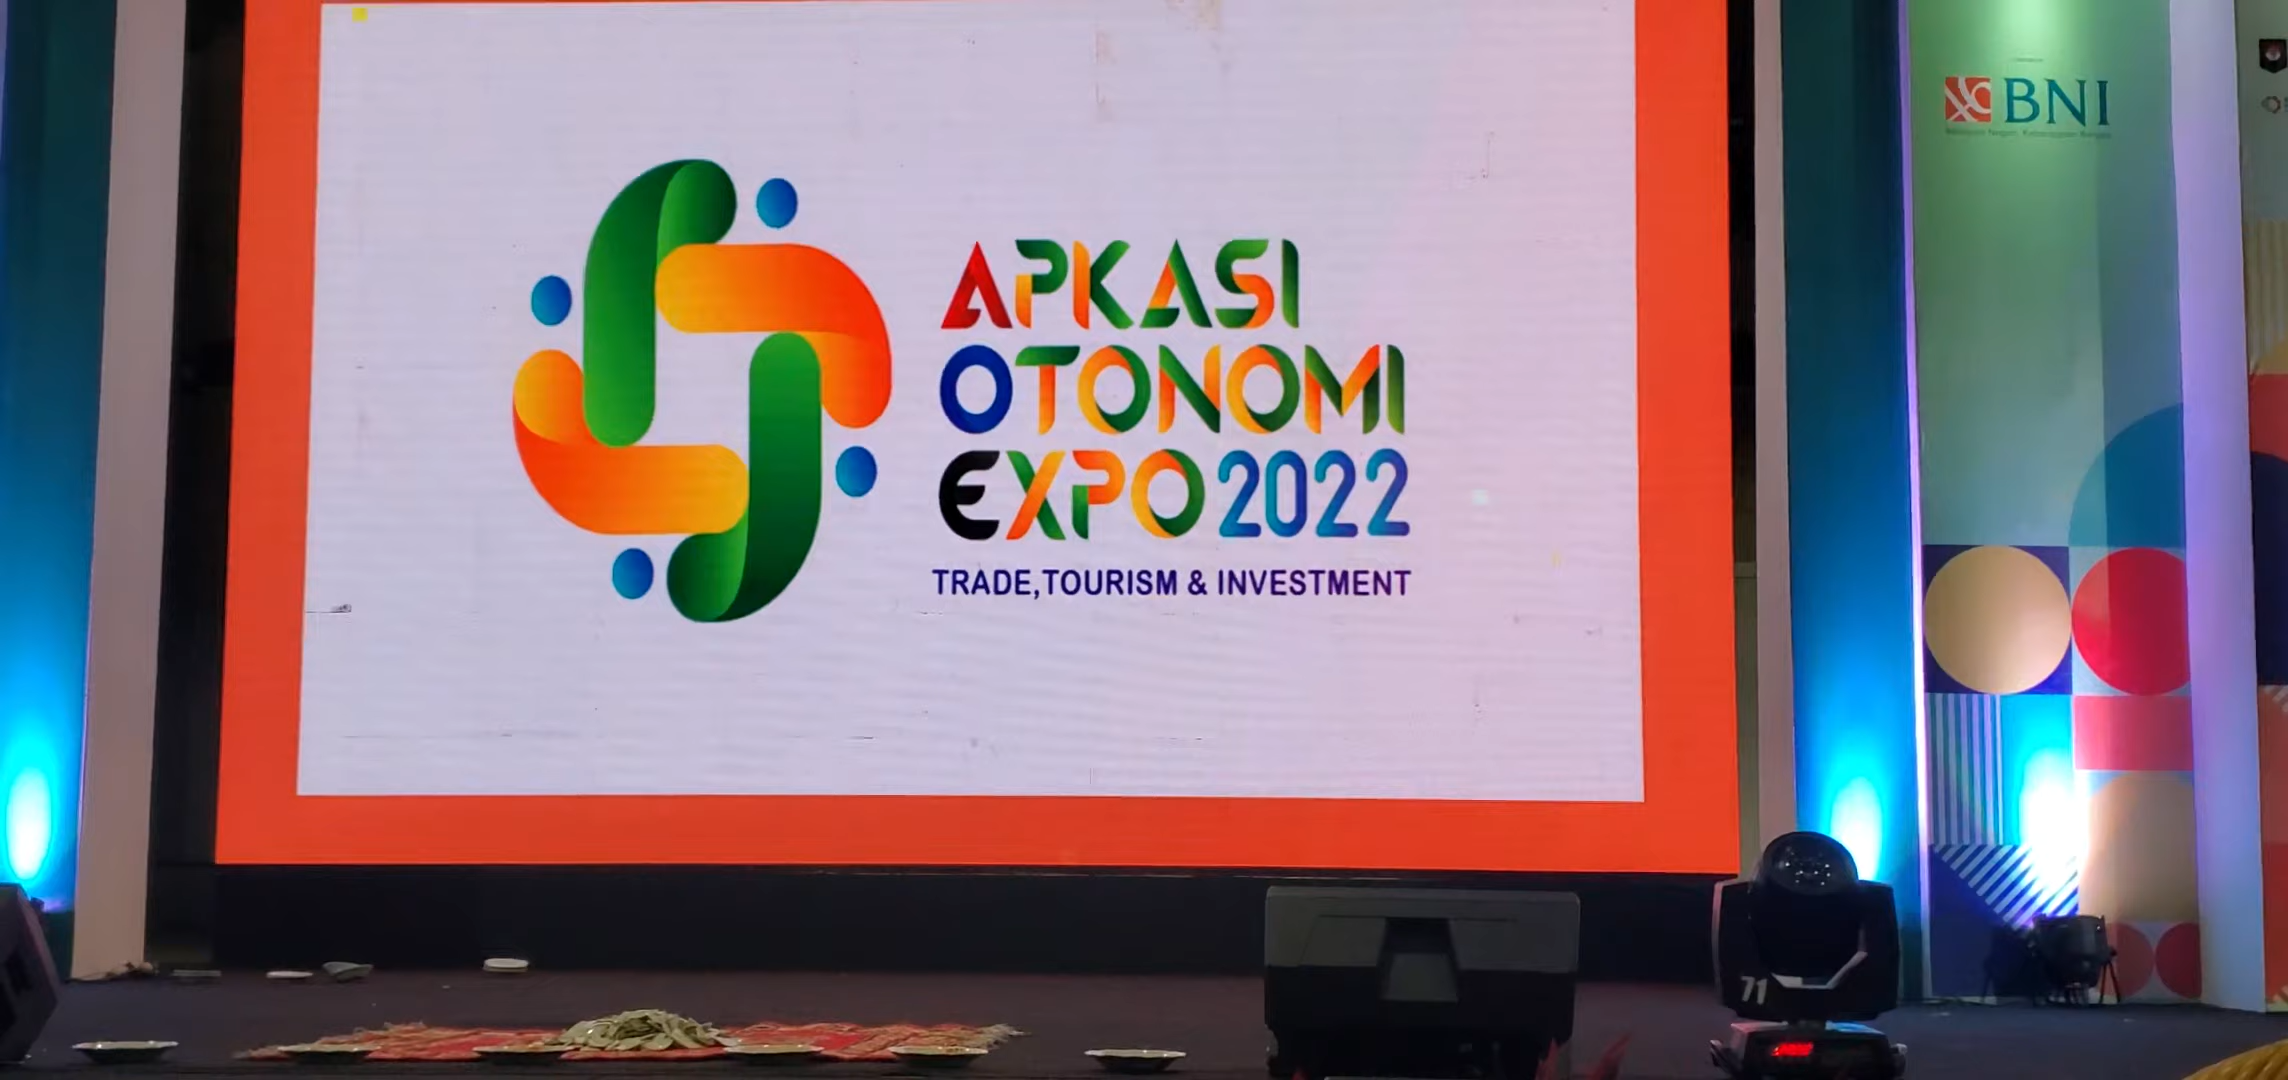 APKASI
OTONOMI
EXPO 2022
TRADE, TOURISM & INVESTMENT
BNI
71